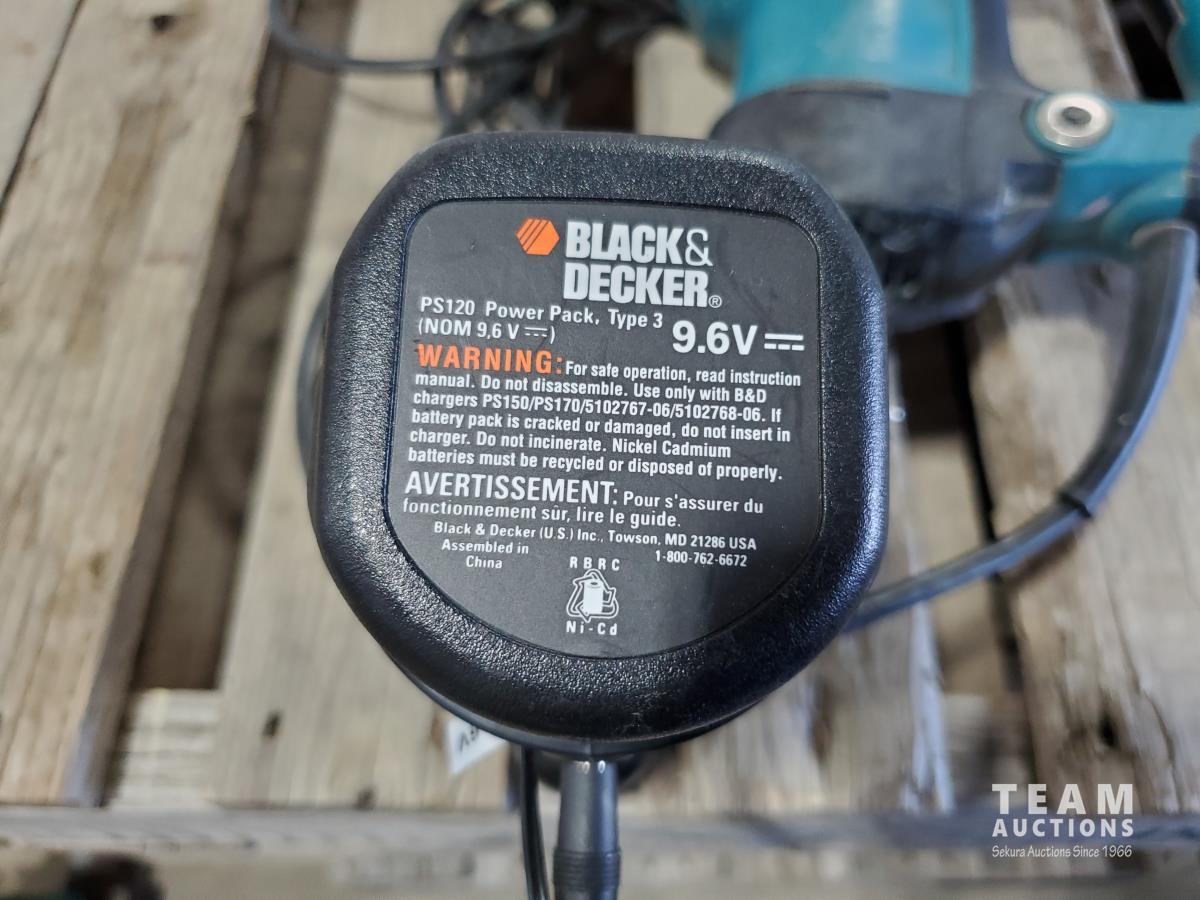 BLACK&
DECKER®
PS120 Power Pack, Type 3
(NOM 9,6 V ⎓)
9.6V ⎓
WARNING: For safe operation, read instruction
manual. Do not disassemble. Use only with B&D
chargers PS150/PS170/5102767-06/5102768-06. If
battery pack is cracked or damaged, do not insert in
charger. Do not incinerate. Nickel Cadmium
batteries must be recycled or disposed of properly.
AVERTISSEMENT: Pour s'assurer du
fonctionnement sûr, lire le guide.
Black & Decker (U.S.) Inc., Towson, MD 21286 USA
Assembled in
China
1-800-762-6672
RBRC
Ni-Cd
TEAM
AUCTIONS
Sekura Auctions Since 1966